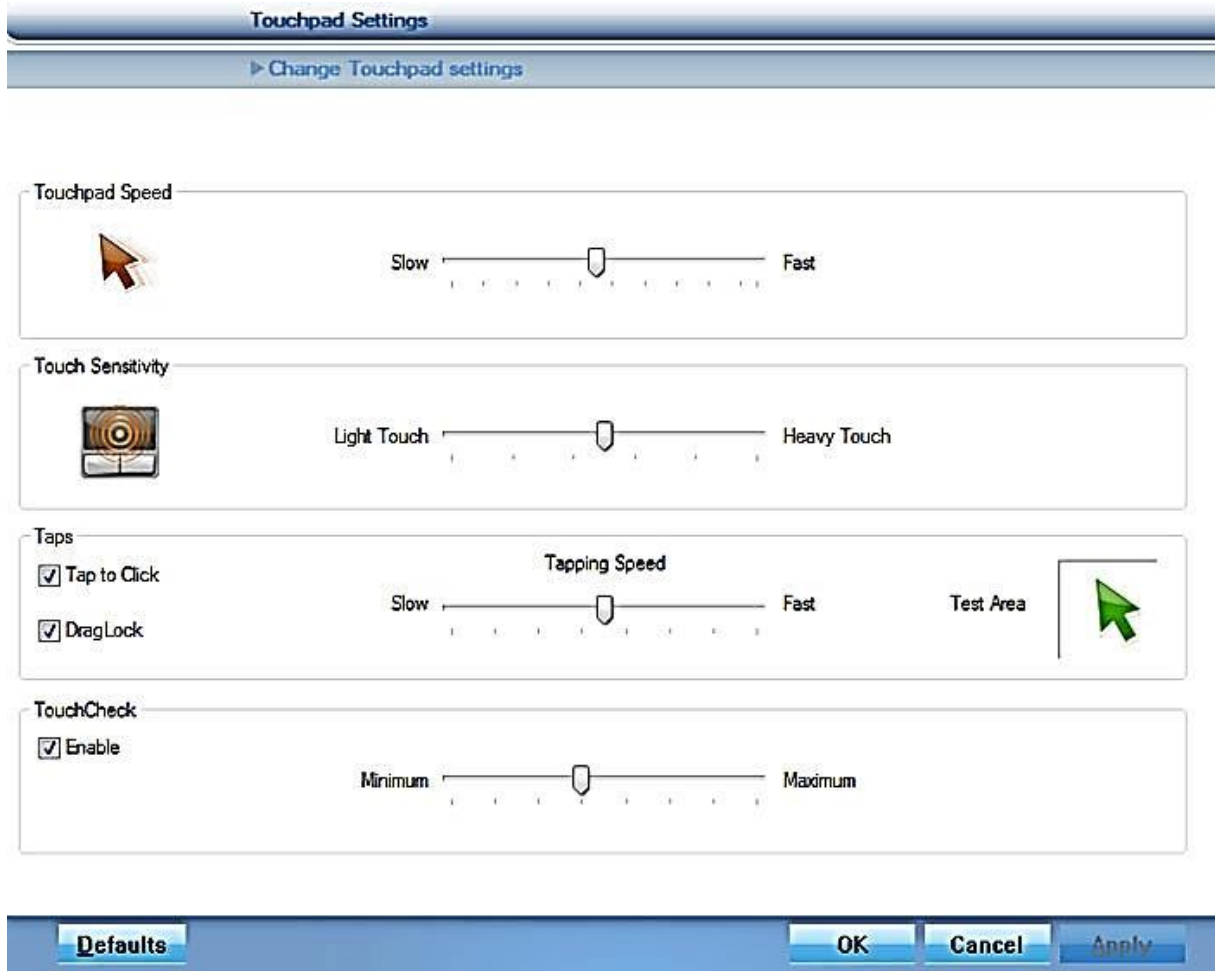 Touchpad Settings
Change Touchpad settings
Touchpad Speed
Slow Fast
Touch Sensitivity
Light Touch Heavy Touch
Taps
Tap to Click
DragLock
Tapping Speed
Slow Fast
Test Area
TouchCheck
Enable
Minimum Maximum
Defaults OK Cancel Apply